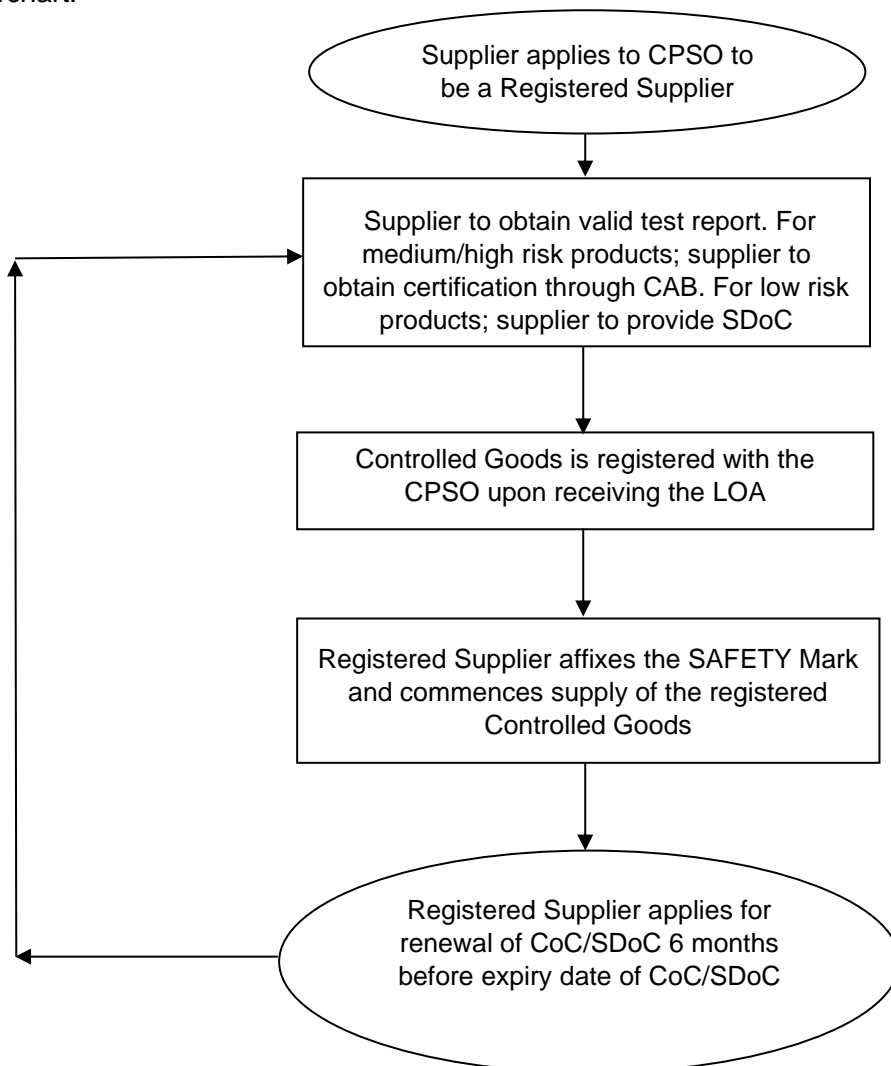 Supplier applies to CPSO to
be a Registered Supplier
Supplier to obtain valid test report. For
medium/high risk products; supplier to
obtain certification through CAB. For low risk
products; supplier to provide SDoC
Controlled Goods is registered with the
CPSO upon receiving the LOA
Registered Supplier affixes the SAFETY Mark
and commences supply of the registered
Controlled Goods
Registered Supplier applies for
renewal of CoC/SDoC 6 months
before expiry date of CoC/SDoC